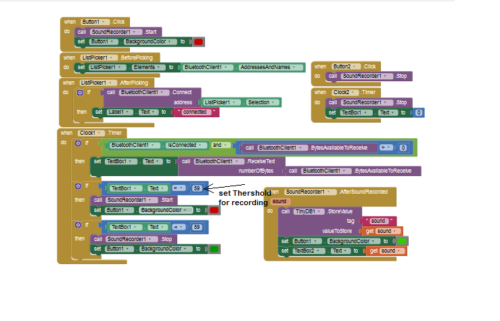 when Button1 .Click
do call SoundRecorder1 .Start
set Button1 . BackgroundColor to
when ListPicker1 .BeforePicking
do set ListPicker1 . Elements to BluetoothClient1 . AddressesAndNames
when ListPicker1 .AfterPicking
do if call BluetoothClient1 .Connect
address ListPicker1 . Selection
then set Label1 . Text to "connected"
when Button2 .Click
do call SoundRecorder1 .Stop
when Clock2 .Timer
do call SoundRecorder1 .Stop
set TextBox1 . Text to 0
when Clock1 .Timer
do if BluetoothClient1 . IsConnected and call BluetoothClient1 .BytesAvailableToReceive = 0
then set TextBox1 . Text to call BluetoothClient1 .ReceiveText
numberOfBytes call BluetoothClient1 .BytesAvailableToReceive
if TextBox1 . Text 59
then call SoundRecorder1 .Start
set Button1 . BackgroundColor to
if TextBox1 . Text 59
then call SoundRecorder1 .Stop
set Button1 . BackgroundColor to
set Thershold
for recording
when SoundRecorder1 .AfterSoundRecorded
sound
do call TinyDB1 .StoreValue
tag "sound"
valueToStore get sound
set Button1 . BackgroundColor to
set TextBox2 . Text to get sound